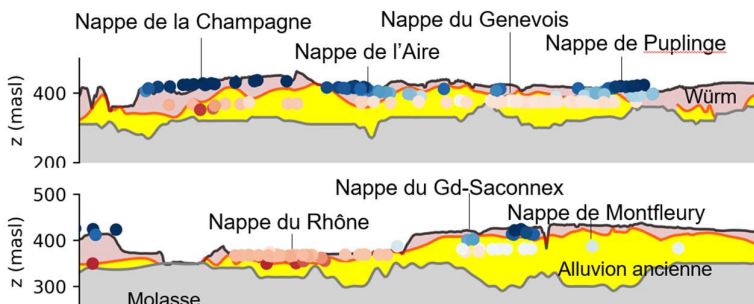 Nappe de la Champagne
Nappe du Genevois
Nappe de l'Aire
Nappe de Puplinge
z (masl)
400
200
Würm
500
400
300
z (masl)
Nappe du Gd-Saconnex
Nappe du Rhône
Nappe de Montfleury
Alluvion ancienne
Molasse